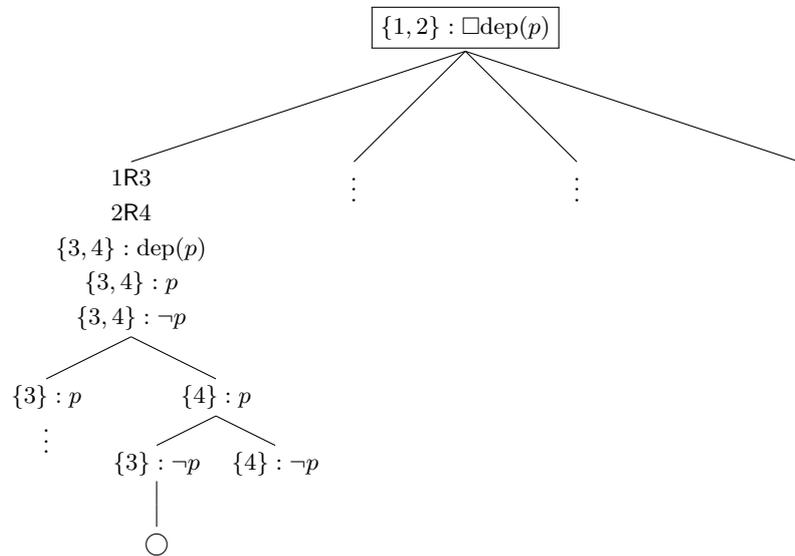 {1, 2} : □dep(p)
1R3
2R4
{3, 4} : dep(p)
{3, 4} : p
{3, 4} : ¬p
{3} : p
{4} : p
{3} : ¬p
{4} : ¬p